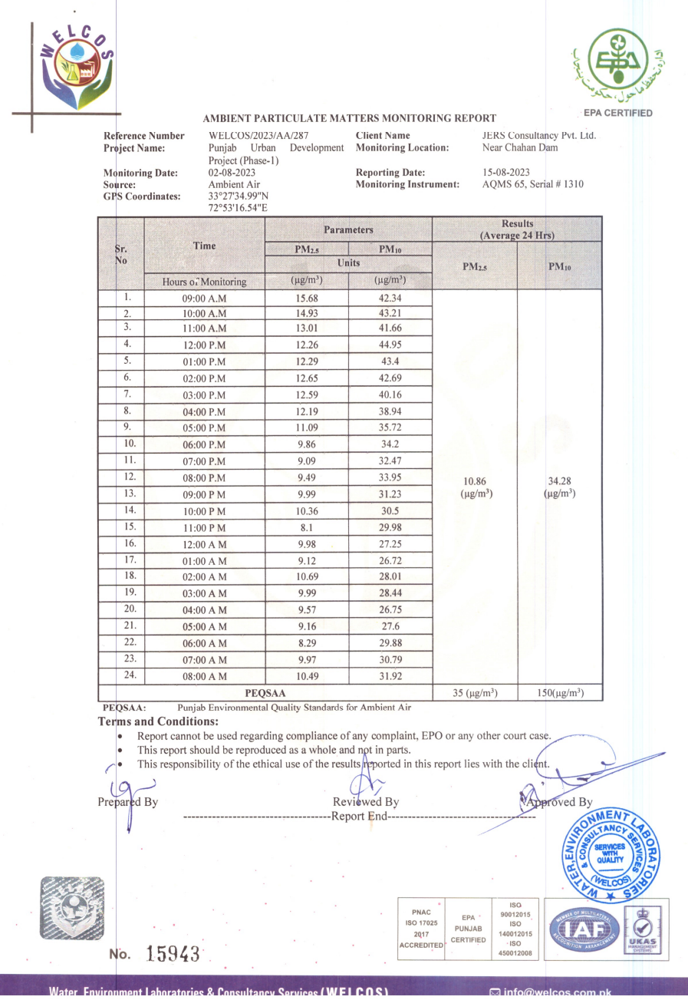 WELCOS
EPA
ادارہ تحفظ ماحول، حکومت پنجاب
EPA CERTIFIED
AMBIENT PARTICULATE MATTERS MONITORING REPORT
Reference Number WELCOS/2023/AA/287 Client Name JERS Consultancy Pvt. Ltd.
Project Name: Punjab Urban Development Monitoring Location: Near Chahan Dam
Project (Phase-1)
Monitoring Date: 02-08-2023 Reporting Date: 15-08-2023
Source: Ambient Air Monitoring Instrument: AQMS 65, Serial # 1310
GPS Coordinates: 33°27'34.99"N
72°53'16.54"E
Sr. No Time Parameters Results (Average 24 Hrs)
PM2.5 PM10 PM2.5 PM10
Units
Hours of Monitoring (µg/m³) (µg/m³)
1. 09:00 A.M 15.68 42.34
2. 10:00 A.M 14.93 43.21
3. 11:00 A.M 13.01 41.66
4. 12:00 P.M 12.26 44.95
5. 01:00 P.M 12.29 43.4
6. 02:00 P.M 12.65 42.69
7. 03:00 P.M 12.59 40.16
8. 04:00 P.M 12.19 38.94
9. 05:00 P.M 11.09 35.72
10. 06:00 P.M 9.86 34.2
11. 07:00 P.M 9.09 32.47
12. 08:00 P.M 9.49 33.95
10.86 (µg/m³) 34.28 (µg/m³)
13. 09:00 P M 9.99 31.23
14. 10:00 P M 10.36 30.5
15. 11:00 P M 8.1 29.98
16. 12:00 A M 9.98 27.25
17. 01:00 A M 9.12 26.72
18. 02:00 A M 10.69 28.01
19. 03:00 A M 9.99 28.44
20. 04:00 A M 9.57 26.75
21. 05:00 A M 9.16 27.6
22. 06:00 A M 8.29 29.88
23. 07:00 A M 9.97 30.79
24. 08:00 A M 10.49 31.92
PEQSAA 35 (µg/m³) 150(µg/m³)
PEQSAA: Punjab Environmental Quality Standards for Ambient Air
Terms and Conditions:
• Report cannot be used regarding compliance of any complaint, EPO or any other court case.
• This report should be reproduced as a whole and not in parts.
• This responsibility of the ethical use of the results reported in this report lies with the client.
Prepared By Reviewed By Approved By
--------------------------------Report End--------------------------------
WATER, ENVIRONMENT LABORATORIES
& CONSULTANCY SERVICES
SERVICES
WITH
QUALITY
(WELCOS)
PNAC
ISO 17025
2017
ACCREDITED
EPA
PUNJAB
CERTIFIED
ISO
90012015
ISO
140012015
ISO
450012008
MEMBER OF MULTILATERAL
IAF
RECOGNITION ARRANGEMENT
UKAS
MANAGEMENT
SYSTEMS
No. 15943
Water, Environment Laboratories & Consultancy Services (WELCOS) info@welcos.com.pk